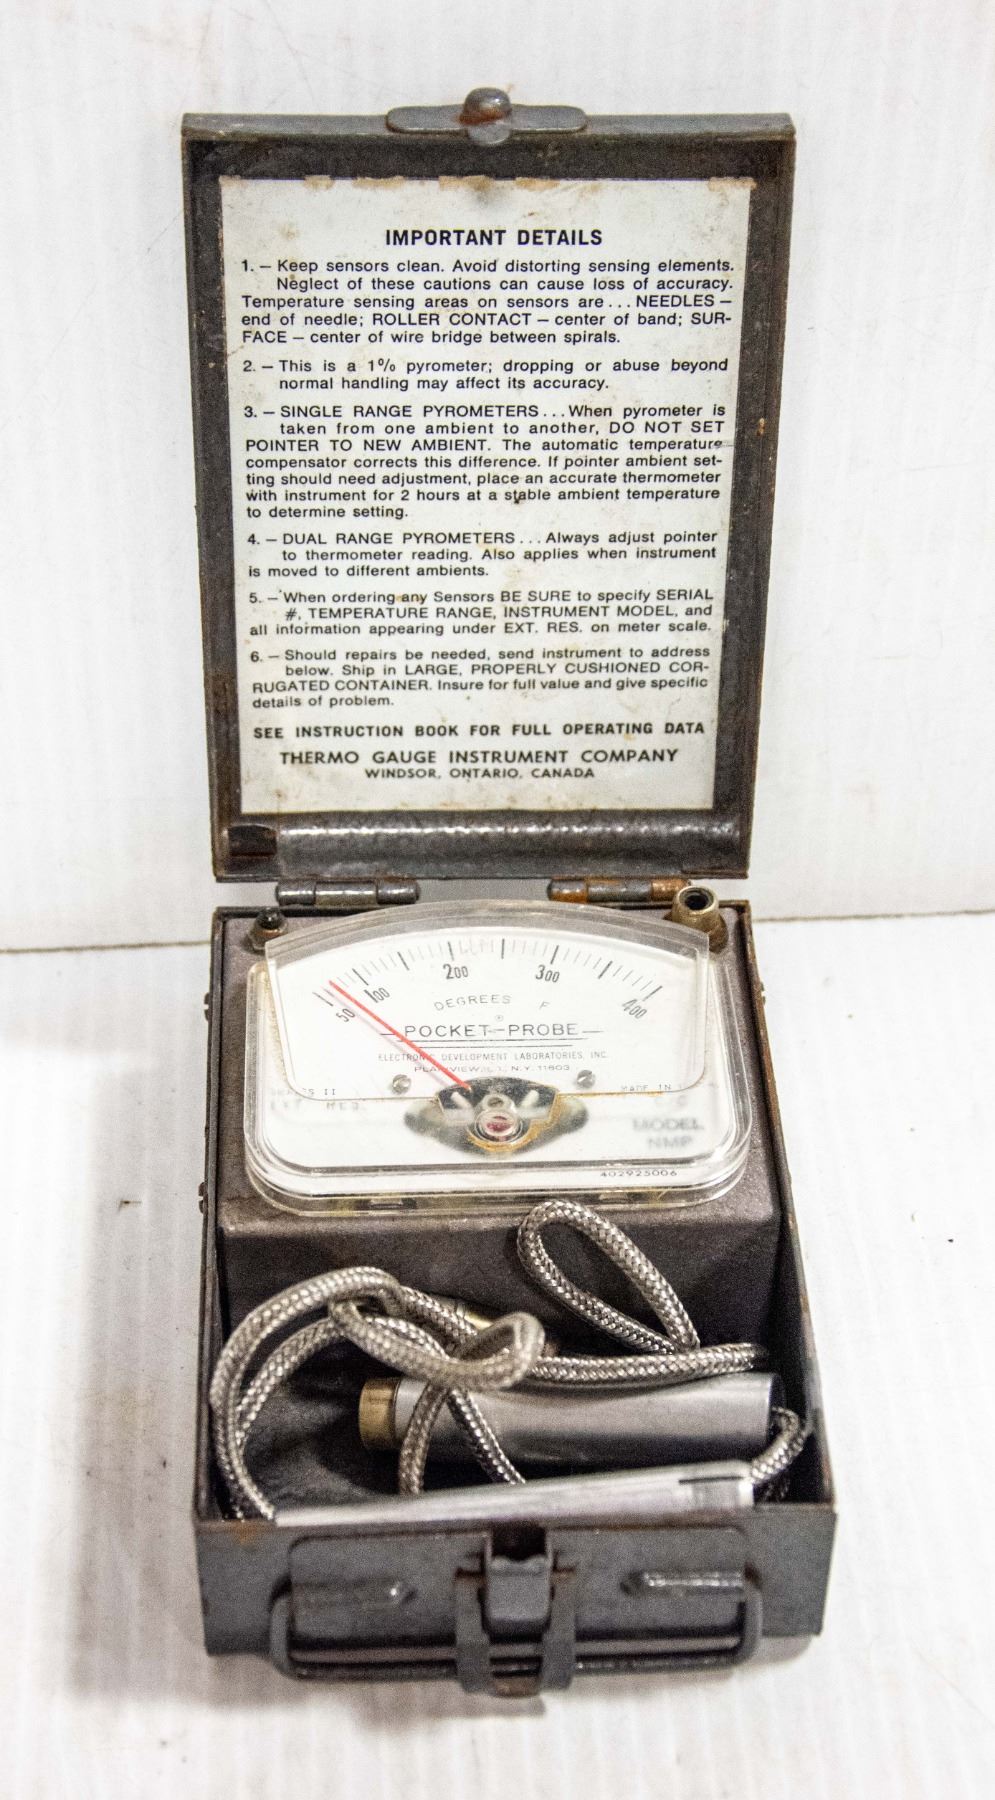 IMPORTANT DETAILS
1. – Keep sensors clean. Avoid distorting sensing elements.
Neglect of these cautions can cause loss of accuracy.
Temperature sensing areas on sensors are . . . NEEDLES –
end of needle; ROLLER CONTACT – center of band; SUR-
FACE – center of wire bridge between spirals.
2. – This is a 1% pyrometer; dropping or abuse beyond
normal handling may affect its accuracy.
3. – SINGLE RANGE PYROMETERS . . . When pyrometer is
taken from one ambient to another, DO NOT SET
POINTER TO NEW AMBIENT. The automatic temperature
compensator corrects this difference. If pointer ambient set-
ting should need adjustment, place an accurate thermometer
with instrument for 2 hours at a stable ambient temperature
to determine setting.
4. – DUAL RANGE PYROMETERS . . . Always adjust pointer
to thermometer reading. Also applies when instrument
is moved to different ambients.
5. – When ordering any Sensors BE SURE to specify SERIAL
#, TEMPERATURE RANGE, INSTRUMENT MODEL, and
all information appearing under EXT. RES. on meter scale.
6. – Should repairs be needed, send instrument to address
below. Ship in LARGE, PROPERLY CUSHIONED COR-
RUGATED CONTAINER. Insure for full value and give specific
details of problem.
SEE INSTRUCTION BOOK FOR FULL OPERATING DATA
THERMO GAUGE INSTRUMENT COMPANY
WINDSOR, ONTARIO, CANADA
50 100 200 300 400
DEGREES F
POCKET-PROBE
®
ELECTRONIC DEVELOPMENT LABORATORIES, INC.
PLAINVIEW, L.I., N.Y. 11803
II MADE IN
EXT. RES.
MODEL
NMP
402925006